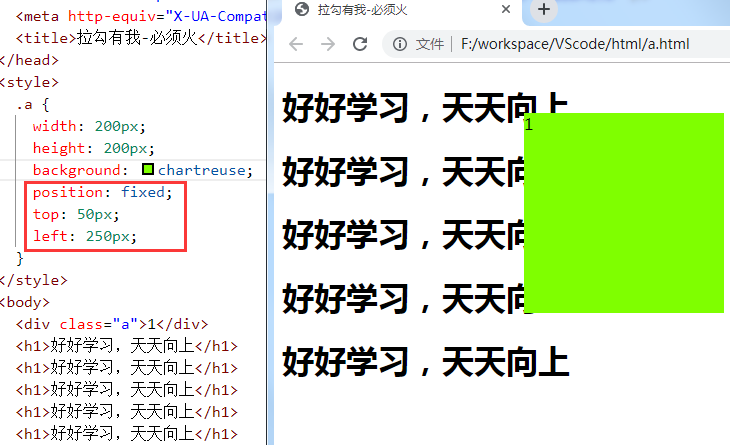 <meta http-equiv="X-UA-Compat
<title>拉勾有我-必须火</title>
</head>
<style>
.a {
width: 200px;
height: 200px;
background: chartreuse;
position: fixed;
top: 50px;
left: 250px;
}
</style>
<body>
<div class="a">1</div>
<h1>好好学习，天天向上</h1>
<h1>好好学习，天天向上</h1>
<h1>好好学习，天天向上</h1>
<h1>好好学习，天天向上</h1>
<h1>好好学习，天天向上</h1>
拉勾有我-必须火
文件 | F:/workspace/VScode/html/a.html
好好学习，天天向上
1
好好学习，天天
好好学习，天天
好好学习，天天
好好学习，天天向上